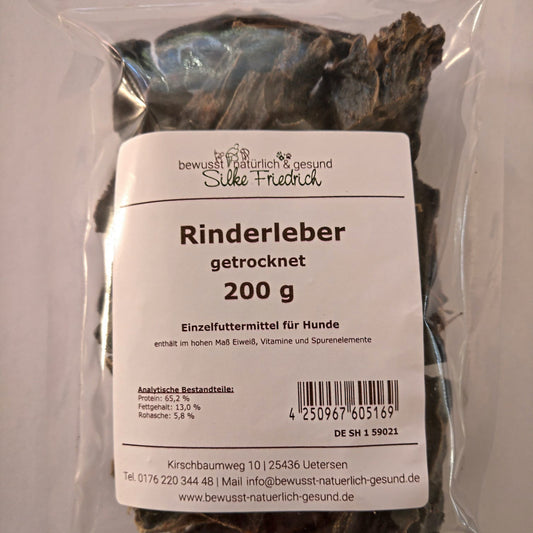 bewusst natürlich & gesund
Silke Friedrich
Rinderleber
getrocknet
200 g
Einzelfuttermittel für Hunde
enthält im hohen Maß Eiweiß, Vitamine und Spurenelemente
Analytische Bestandteile:
Protein: 65,2 %
Fettgehalt: 13,0 %
Rohasche: 5,8 %
4 250967 605169
DE SH 1 59021
Kirschbaumweg 10 | 25436 Uetersen
Tel. 0176 220 344 48 | Mail info@bewusst-natuerlich-gesund.de
www.bewusst-natuerlich-gesund.de